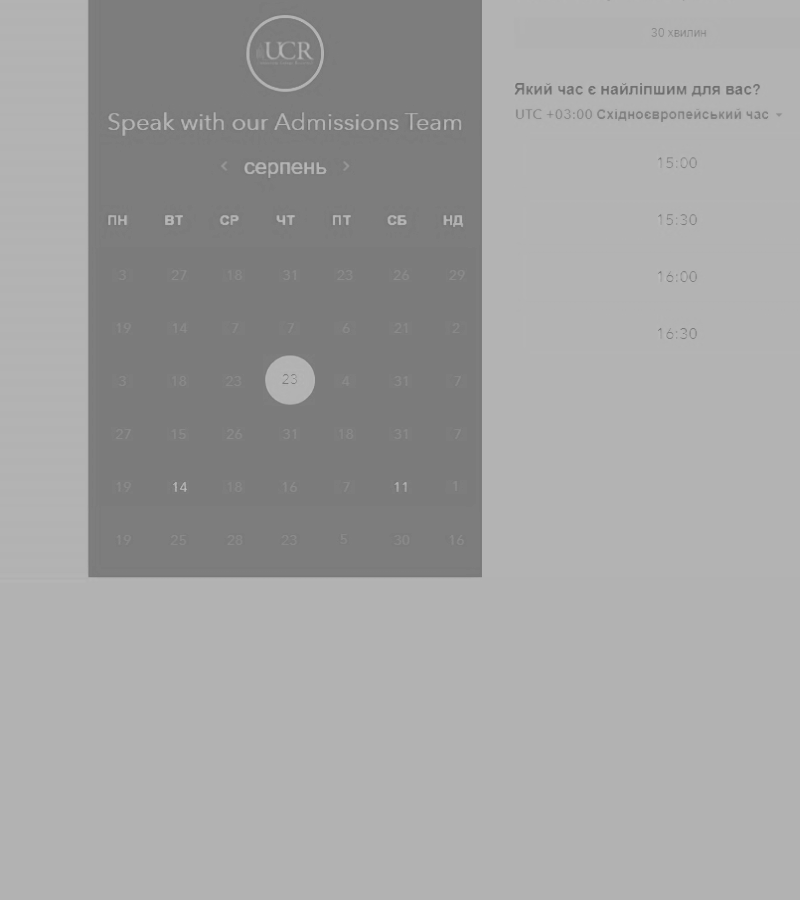 UCR
Speak with our Admissions Team
‹ серпень ›
ПН ВТ СР ЧТ ПТ СБ НД
3 27 18 31 23 26 29
19 14 7 7 6 21 2
3 18 23 23 4 31 7
27 15 26 31 18 31 7
19 14 18 16 7 11 1
19 25 28 23 5 30 16
30 хвилин
Який час є найліпшим для вас?
UTC +03:00 Східноєвропейський час
15:00
15:30
16:00
16:30